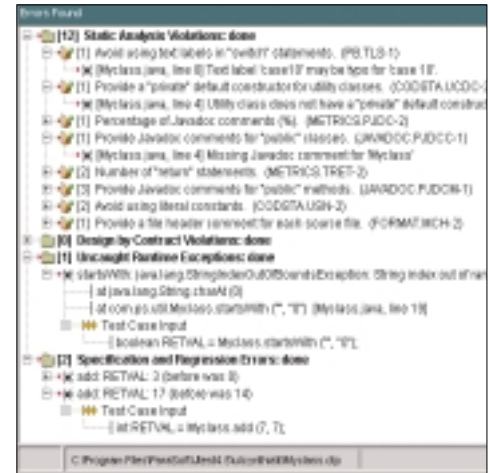 Errors Found
[12] Static Analysis Violations: done
[1] Avoid using text labels in "switch" statements. (PB.TLS-1)
[Myclass.java, line 8] Text label 'case10' may be typo for 'case 10'.
[1] Provide a "private" default constructor for utility classes. (CODSTA.UCDC-
[Myclass.java, line 4] Utility class does not have a "private" default construc
[1] Percentage of Javadoc comments (%). (METRICS.PJDC-2)
[1] Provide Javadoc comments for "public" classes. (JAVADOC.PJDCC-1)
[Myclass.java, line 4] Missing Javadoc comment for 'Myclass'
[2] Number of "return" statements. (METRICS.TRET-2)
[3] Provide Javadoc comments for "public" methods. (JAVADOC.PJDCM-1)
[2] Avoid using literal constants. (CODSTA.USN-2)
[1] Provide a file header comment for each source file. (FORMAT.MCH-2)
[0] Design by Contract Violations: done
[1] Uncaught Runtime Exceptions: done
startsWith: java.lang.StringIndexOutOfBoundsException: String index out of ran
at java.lang.String.charAt (0)
at com.ps.util.Myclass.startsWith ("", "0") [Myclass.java, line 19]
Test Case Input
boolean RETVAL = Myclass.startsWith ("", "0");
[2] Specification and Regression Errors: done
add: RETVAL: 3 (before was 0)
add: RETVAL: 17 (before was 14)
Test Case Input
int RETVAL = Myclass.add (7, 7);